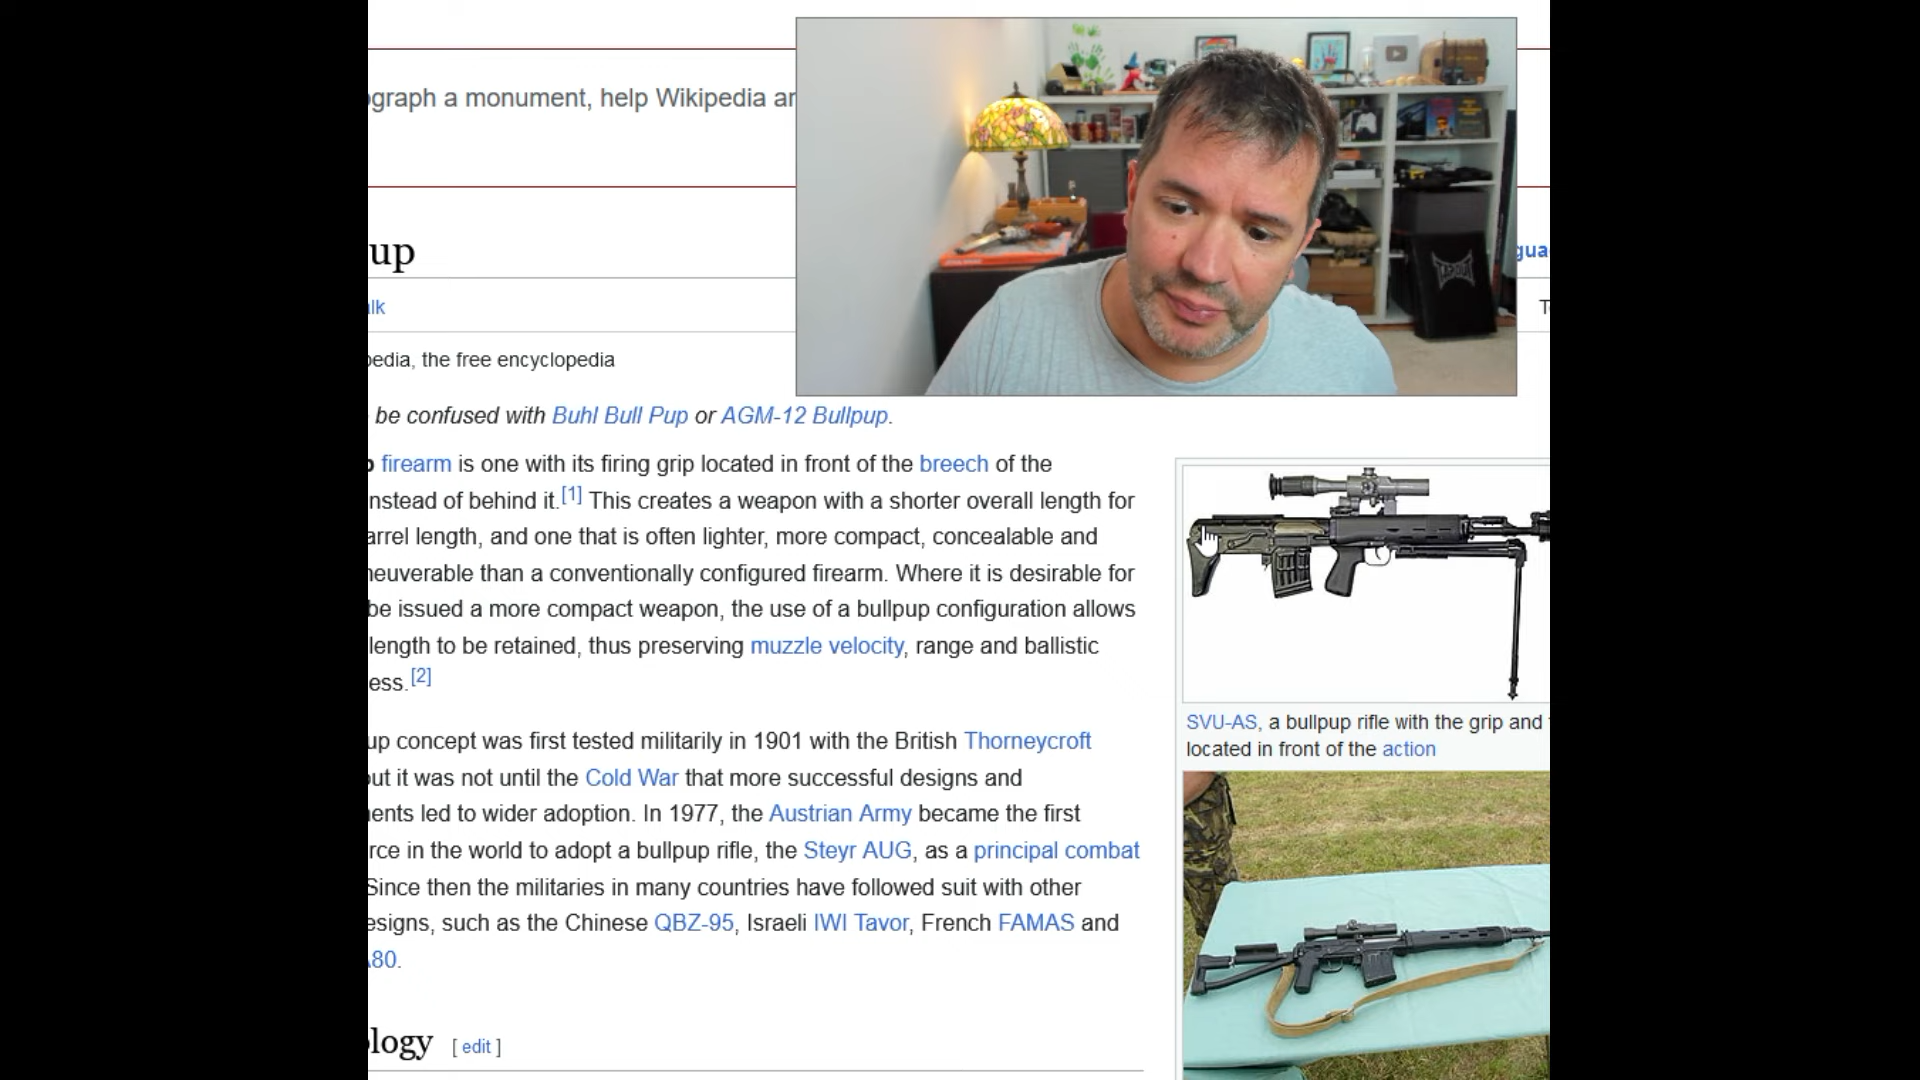 ograph a monument, help Wikipedia ar
up
gua
alk
T
pedia, the free encyclopedia
be confused with Buhl Bull Pup or AGM-12 Bullpup.
p firearm is one with its firing grip located in front of the breech of the
nstead of behind it.[1] This creates a weapon with a shorter overall length for
arrel length, and one that is often lighter, more compact, concealable and
neuverable than a conventionally configured firearm. Where it is desirable for
be issued a more compact weapon, the use of a bullpup configuration allows
length to be retained, thus preserving muzzle velocity, range and ballistic
ess.[2]
SVU-AS, a bullpup rifle with the grip and
located in front of the action
up concept was first tested militarily in 1901 with the British Thorneycroft
out it was not until the Cold War that more successful designs and
ments led to wider adoption. In 1977, the Austrian Army became the first
rce in the world to adopt a bullpup rifle, the Steyr AUG, as a principal combat
Since then the militaries in many countries have followed suit with other
esigns, such as the Chinese QBZ-95, Israeli IWI Tavor, French FAMAS and
A80.
ology [ edit ]
TAPOUT